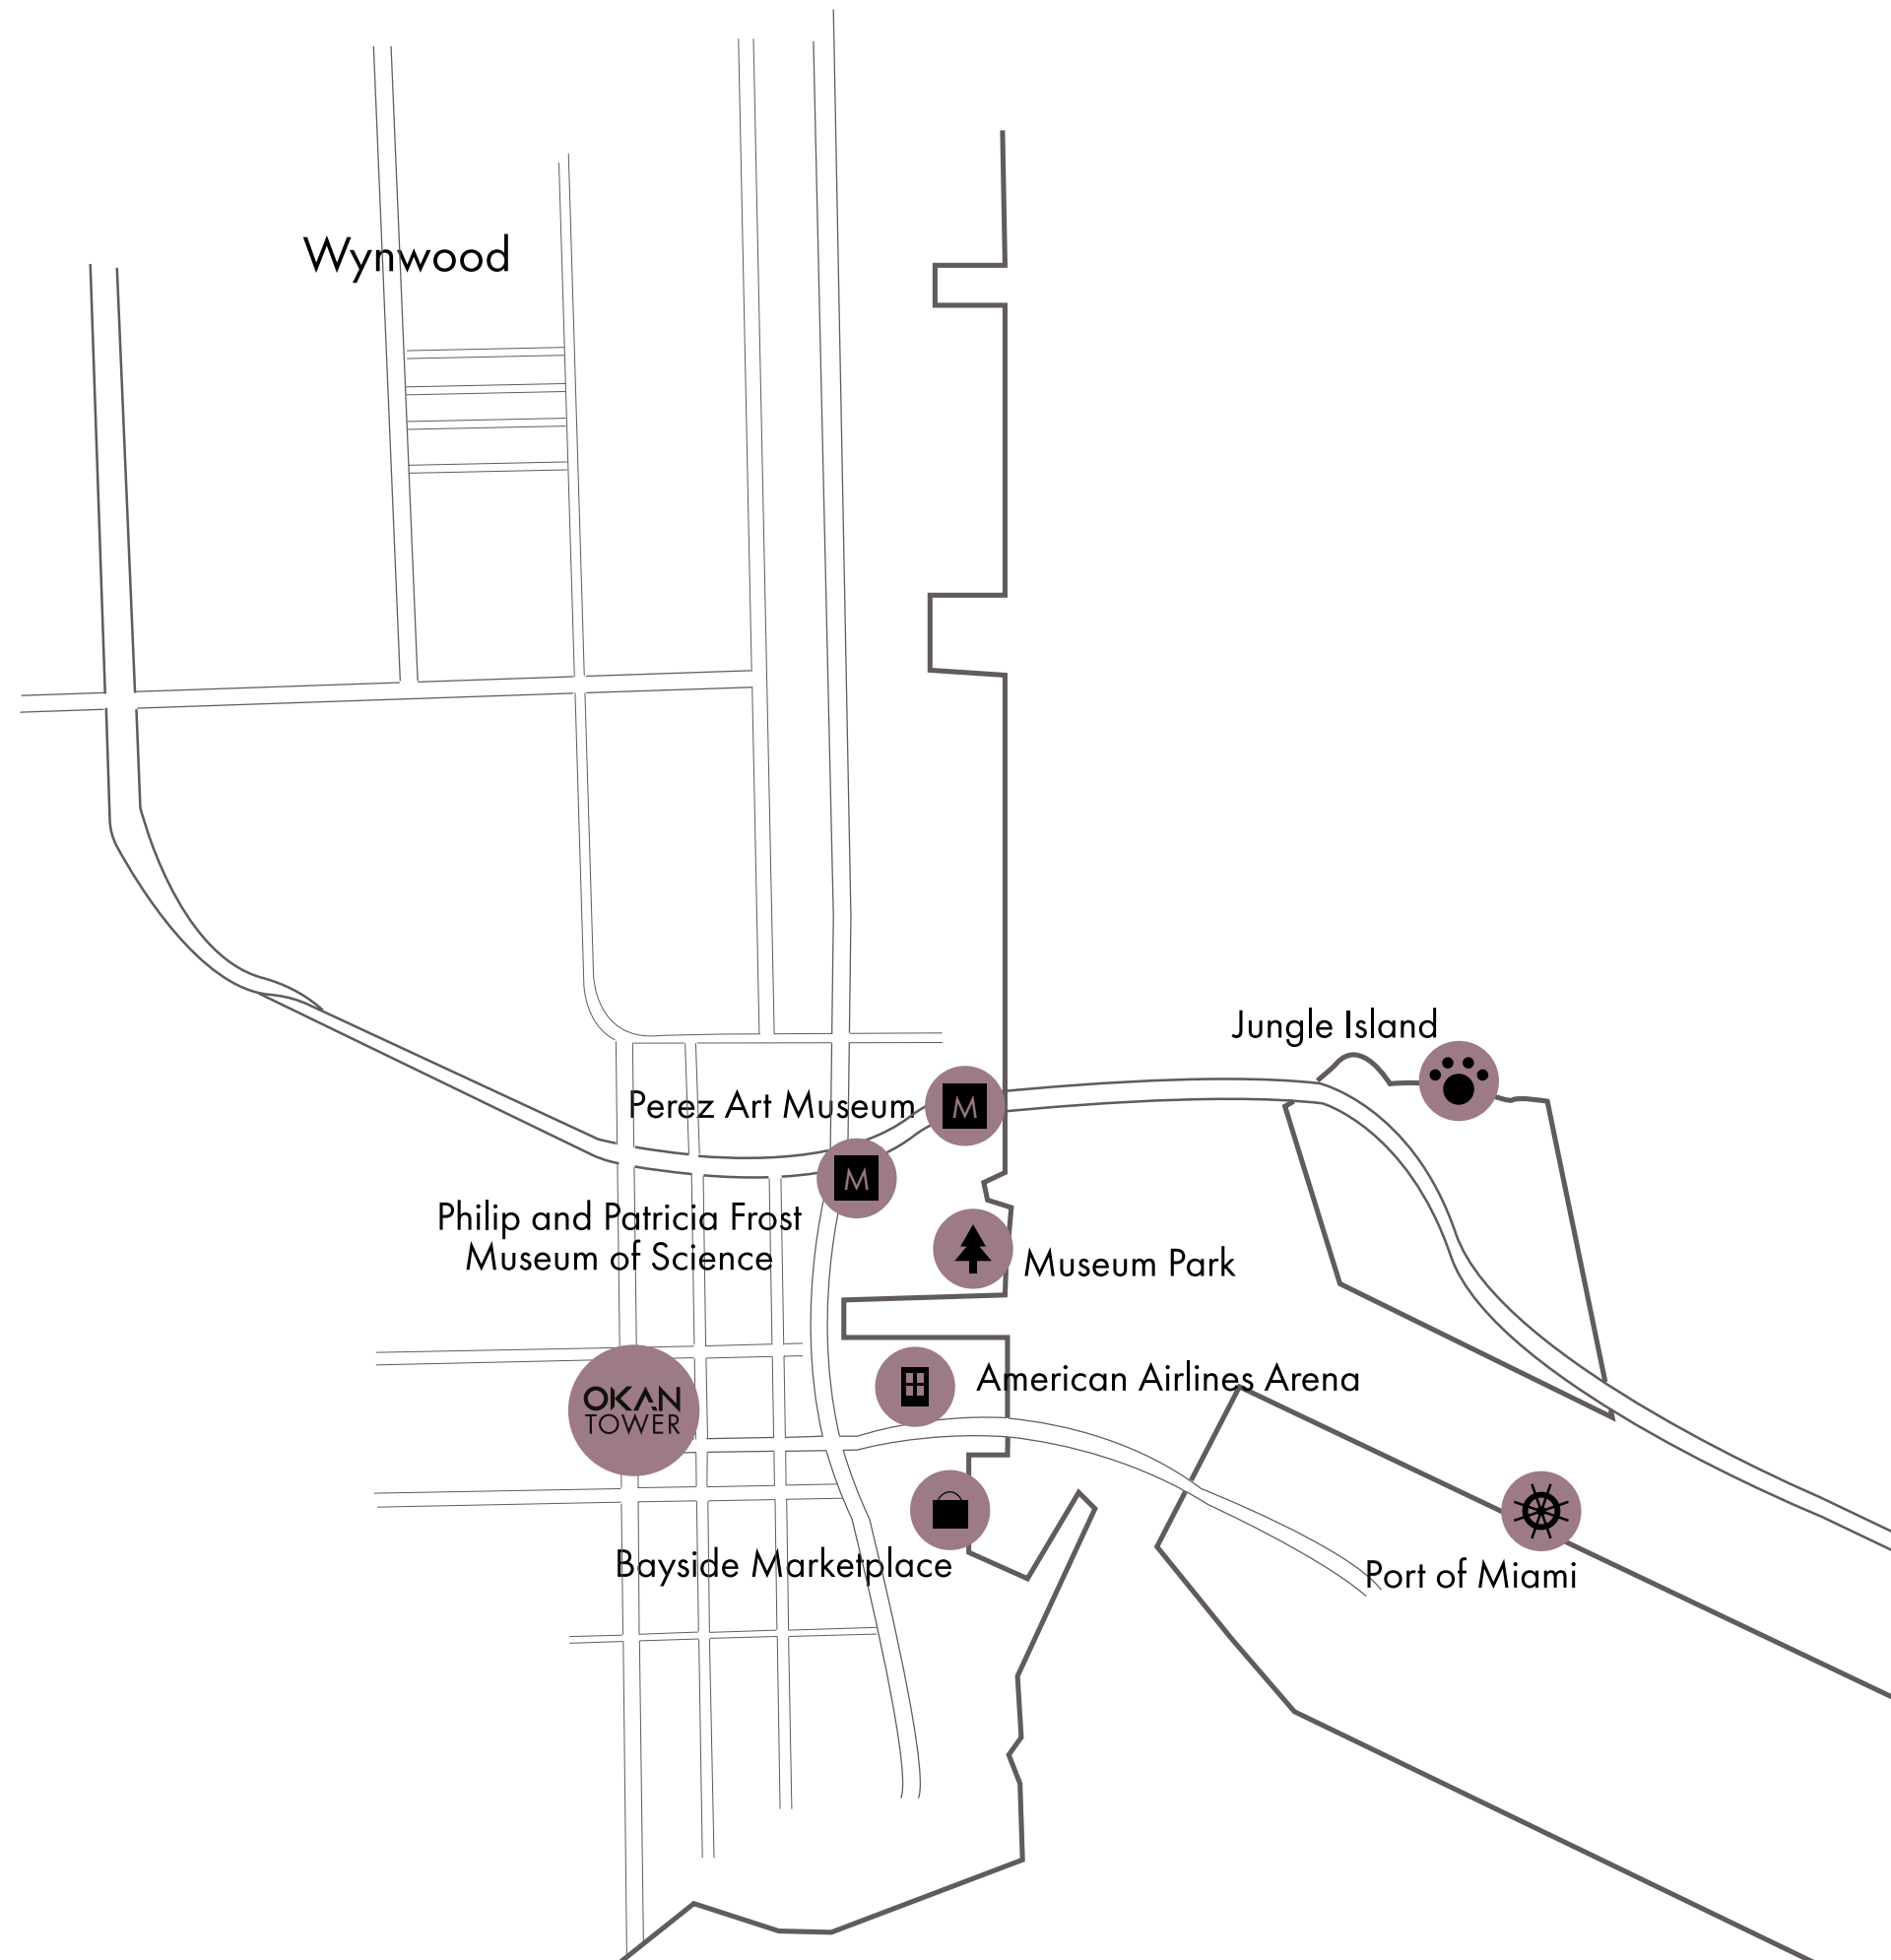 Wynwood
Jungle Island
Perez Art Museum
M
M
Philip and Patricia Frost
Museum of Science
Museum Park
American Airlines Arena
OKAN
TOWER
Bayside Marketplace
Port of Miami